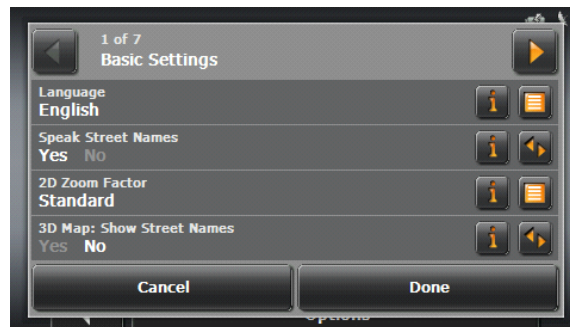 1 of 7
Basic Settings
Language
English
Speak Street Names
Yes No
2D Zoom Factor
Standard
3D Map: Show Street Names
Yes No
Cancel Done
Options